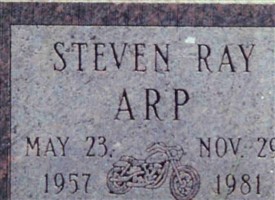 STEVEN RAY
ARP
MAY 23, NOV. 29
1957 1981